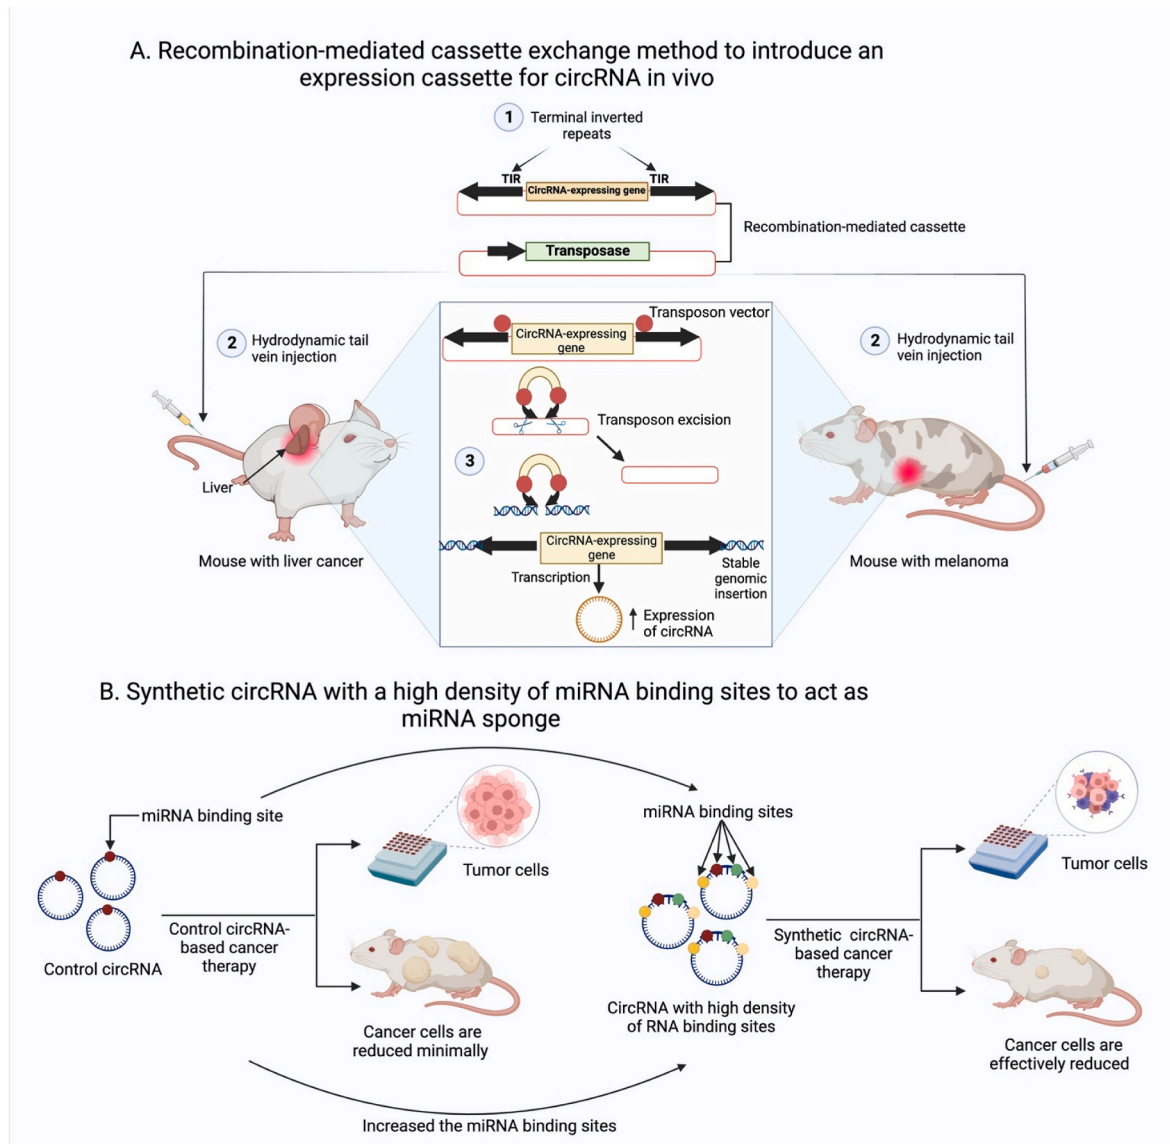 A. Recombination-mediated cassette exchange method to introduce an
expression cassette for circRNA in vivo
1
Terminal inverted
repeats
TIR
TIR
CircRNA-expressing gene
Recombination-mediated cassette
Transposase
2
Hydrodynamic tail
vein injection
Liver
Mouse with liver cancer
Transposon vector
CircRNA-expressing
gene
Transposon excision
3
CircRNA-expressing
gene
Transcription
Stable
genomic
insertion
Expression
of circRNA
2
Hydrodynamic tail
vein injection
Mouse with melanoma
B. Synthetic circRNA with a high density of miRNA binding sites to act as
miRNA sponge
miRNA binding site
Control circRNA
Control circRNA-
based cancer
therapy
Tumor cells
Cancer cells are
reduced minimally
miRNA binding sites
CircRNA with high density
of RNA binding sites
Synthetic circRNA-
based cancer
therapy
Tumor cells
Cancer cells are
effectively reduced
Increased the miRNA binding sites